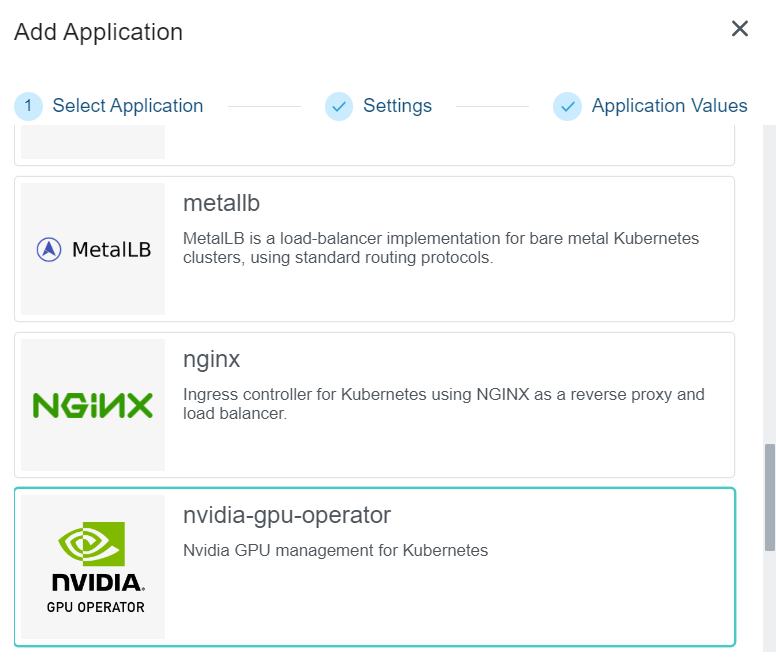 Add Application
1 Select Application
Settings
Application Values
metallb
MetalLB
MetalLB is a load-balancer implementation for bare metal Kubernetes
clusters, using standard routing protocols.
nginx
NGINX
Ingress controller for Kubernetes using NGINX as a reverse proxy and
load balancer.
nvidia-gpu-operator
Nvidia GPU management for Kubernetes
NVIDIA.
GPU OPERATOR